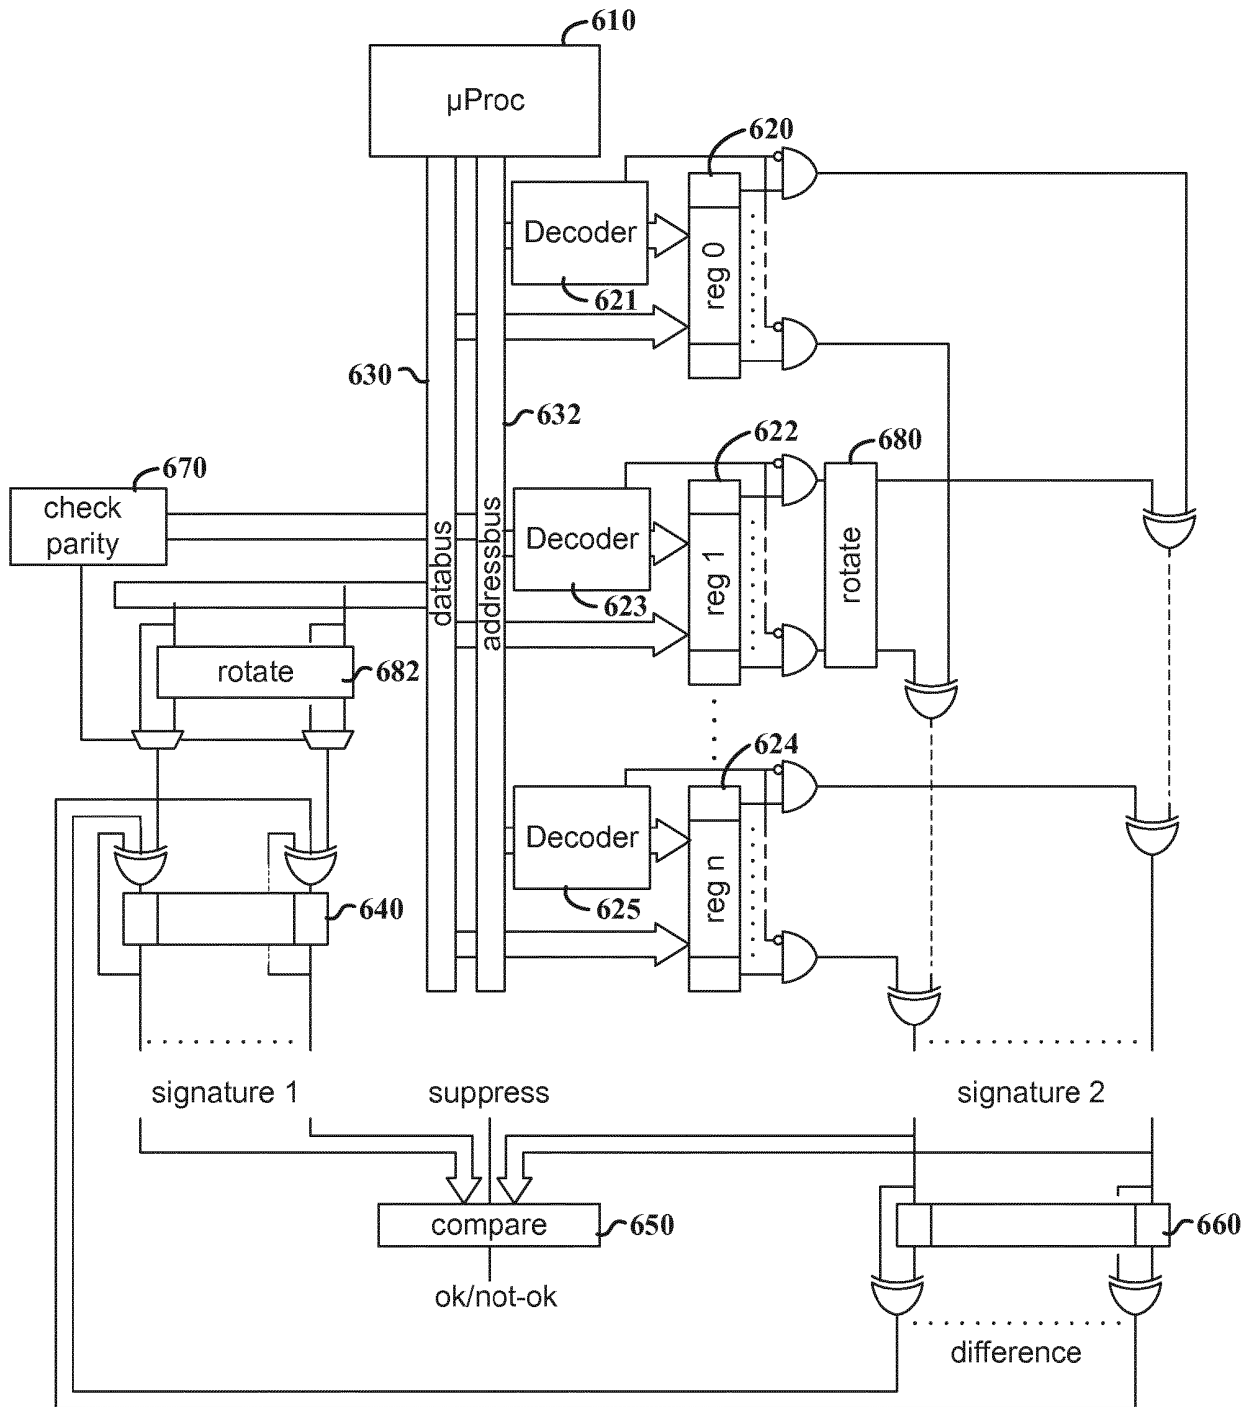 610
µProc
620
Decoder
reg 0
621
630
632
622
680
670
check
parity
databus
addressbus
Decoder
reg 1
rotate
623
rotate
682
624
Decoder
reg n
625
640
signature 1
suppress
signature 2
compare
650
660
ok/not-ok
difference